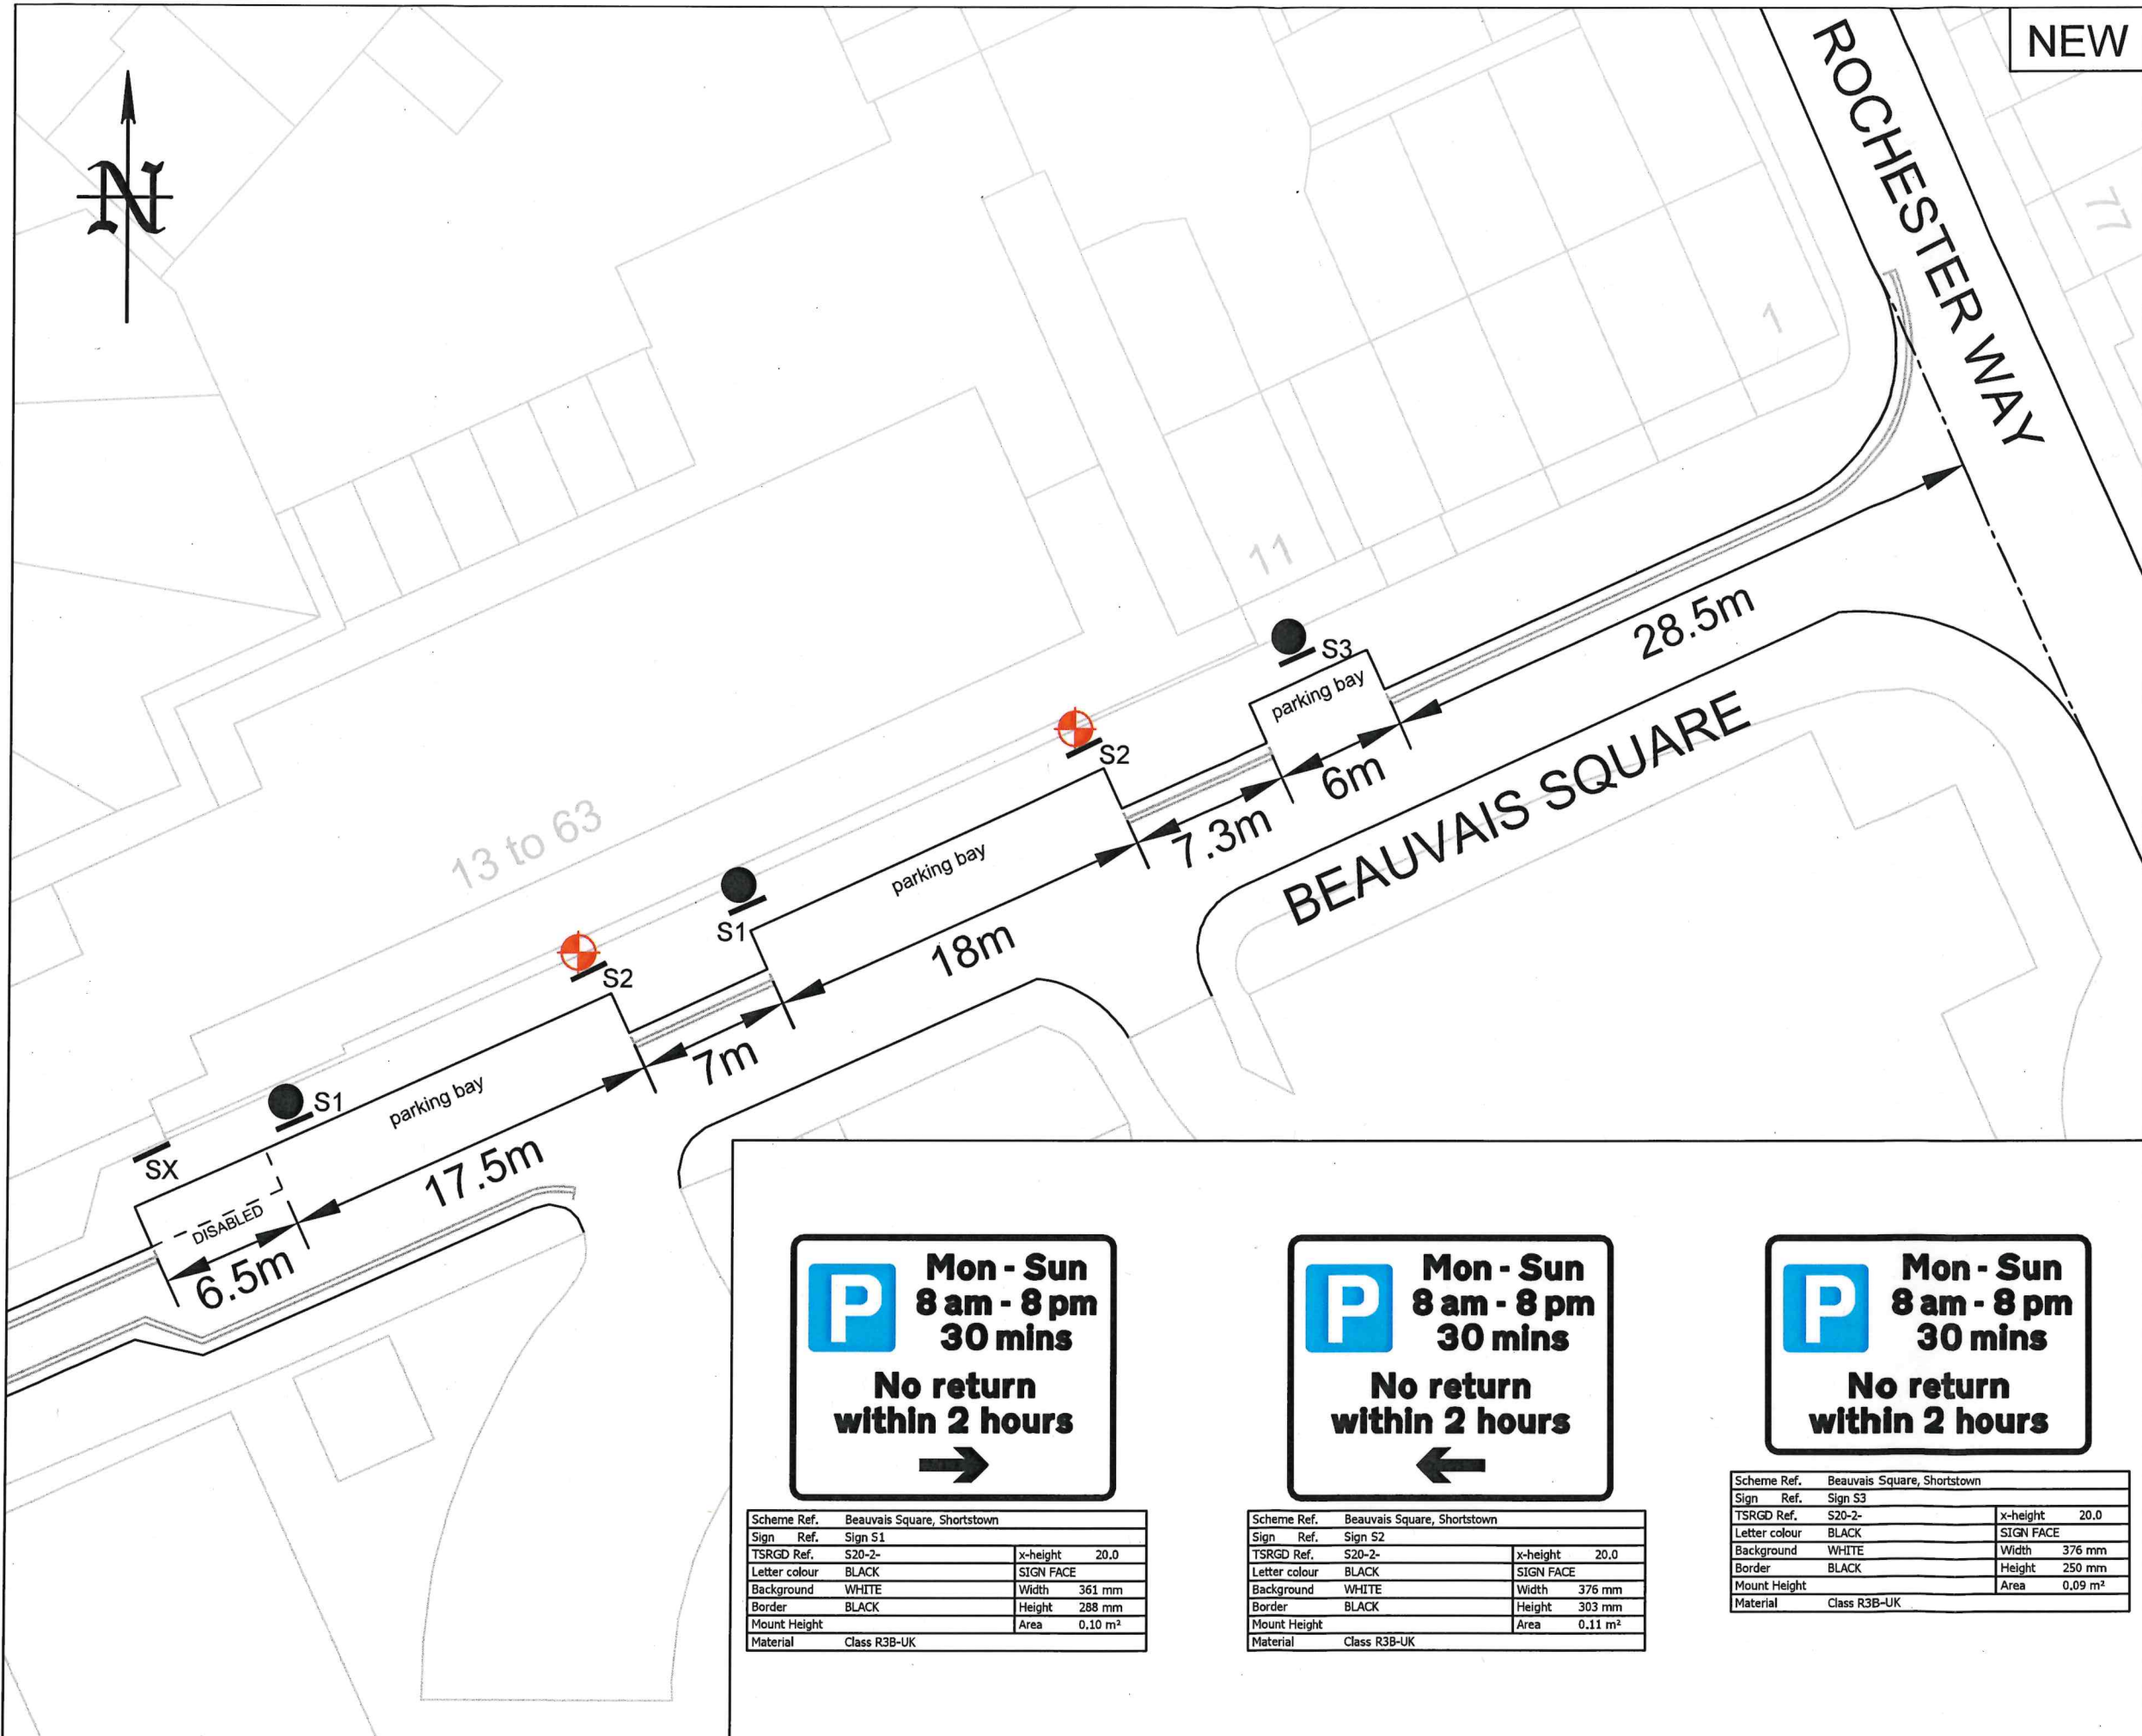 NEW
N
ROCHESTER WAY
77
1
11
28.5m
S3
parking bay
6m
BEAUVAIS SQUARE
S2
7.3m
13 to 63
parking bay
S1
18m
S2
7m
S1
parking bay
17.5m
SX
DISABLED
6.5m
P
Mon - Sun
8 am - 8 pm
30 mins
No return
within 2 hours
P
Mon - Sun
8 am - 8 pm
30 mins
No return
within 2 hours
P
Mon - Sun
8 am - 8 pm
30 mins
No return
within 2 hours
Scheme Ref. Beauvais Square, Shortstown
Sign Ref. Sign S1
TSRGD Ref. S20-2- x-height 20.0
Letter colour BLACK SIGN FACE
Background WHITE Width 361 mm
Border BLACK Height 288 mm
Mount Height Area 0.10 m²
Material Class R3B-UK
Scheme Ref. Beauvais Square, Shortstown
Sign Ref. Sign S2
TSRGD Ref. S20-2- x-height 20.0
Letter colour BLACK SIGN FACE
Background WHITE Width 376 mm
Border BLACK Height 303 mm
Mount Height Area 0.11 m²
Material Class R3B-UK
Scheme Ref. Beauvais Square, Shortstown
Sign Ref. Sign S3
TSRGD Ref. S20-2- x-height 20.0
Letter colour BLACK SIGN FACE
Background WHITE Width 376 mm
Border BLACK Height 250 mm
Mount Height Area 0.09 m²
Material Class R3B-UK